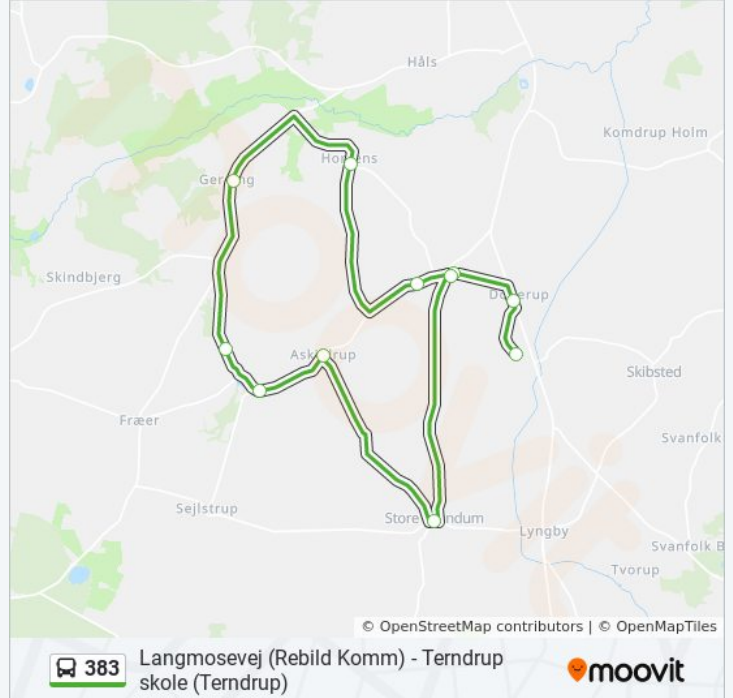 Håls
Komdrup Holm
Skindbjerg
Skibsted
Fræer
Svanfolk
Sejlstrup
Lyngby
Svanfolk B
Tvorup
© OpenStreetMap contributors | © OpenMapTiles
383
Langmosevej (Rebild Komm) - Terndrup
skole (Terndrup)
moovit